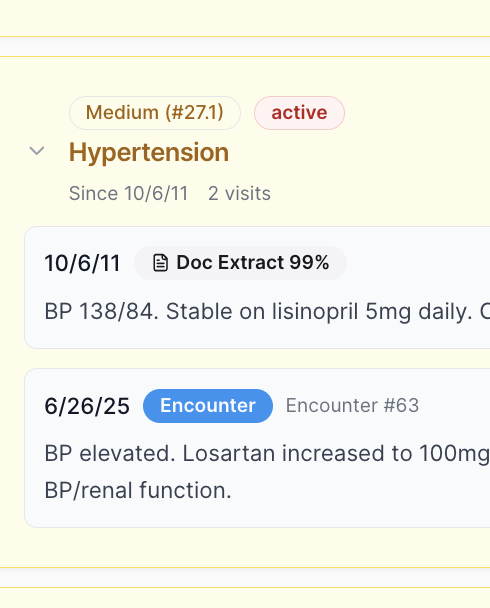 Medium (#27.1) active
Hypertension
Since 10/6/11 2 visits
10/6/11 Doc Extract 99%
BP 138/84. Stable on lisinopril 5mg daily.
6/26/25 Encounter Encounter #63
BP elevated. Losartan increased to 100mg
BP/renal function.